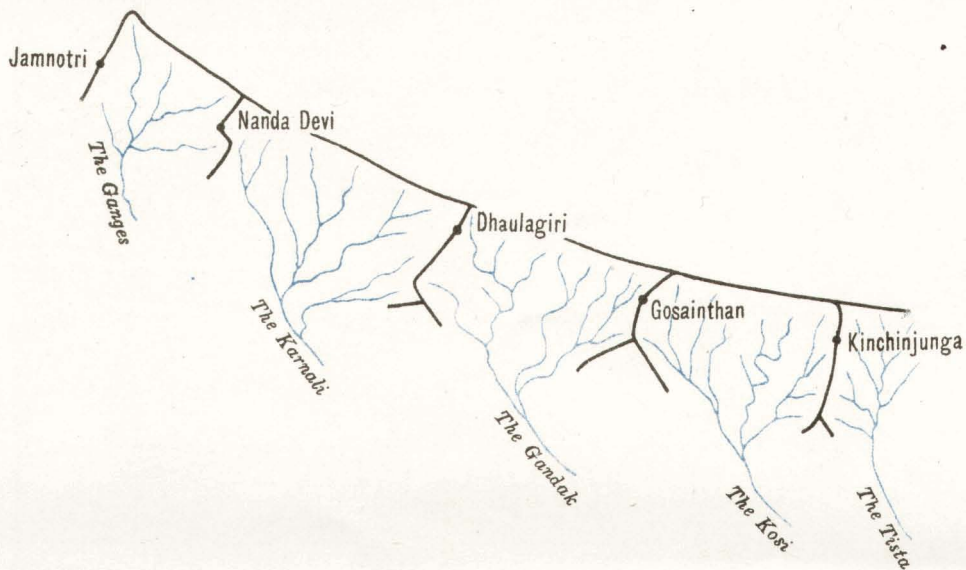 Jamnotri
Nanda Devi
The Ganges
Dhaulagiri
The Karnali
Gosainthan
Kinchinjunga
The Gandak
The Kosi
The Tista